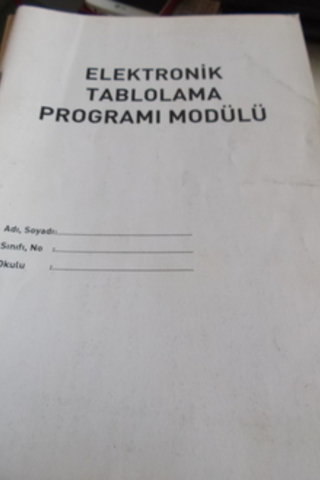 ELEKTRONİK
TABLOLAMA
PROGRAMI MODÜLÜ
Adı, Soyadı:
Sınıfı, No :
Okulu :